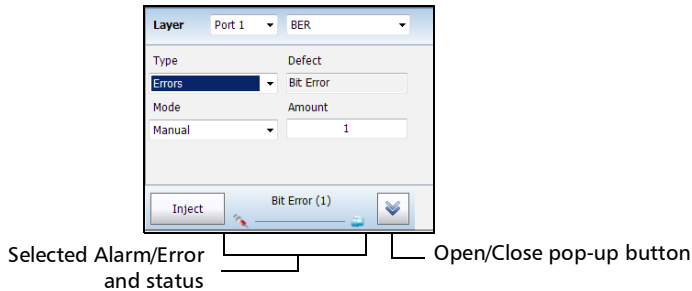 Layer Port 1 BER
Type Defect
Errors Bit Error
Mode Amount
Manual 1
Inject Bit Error (1)
Selected Alarm/Error
and status
Open/Close pop-up button